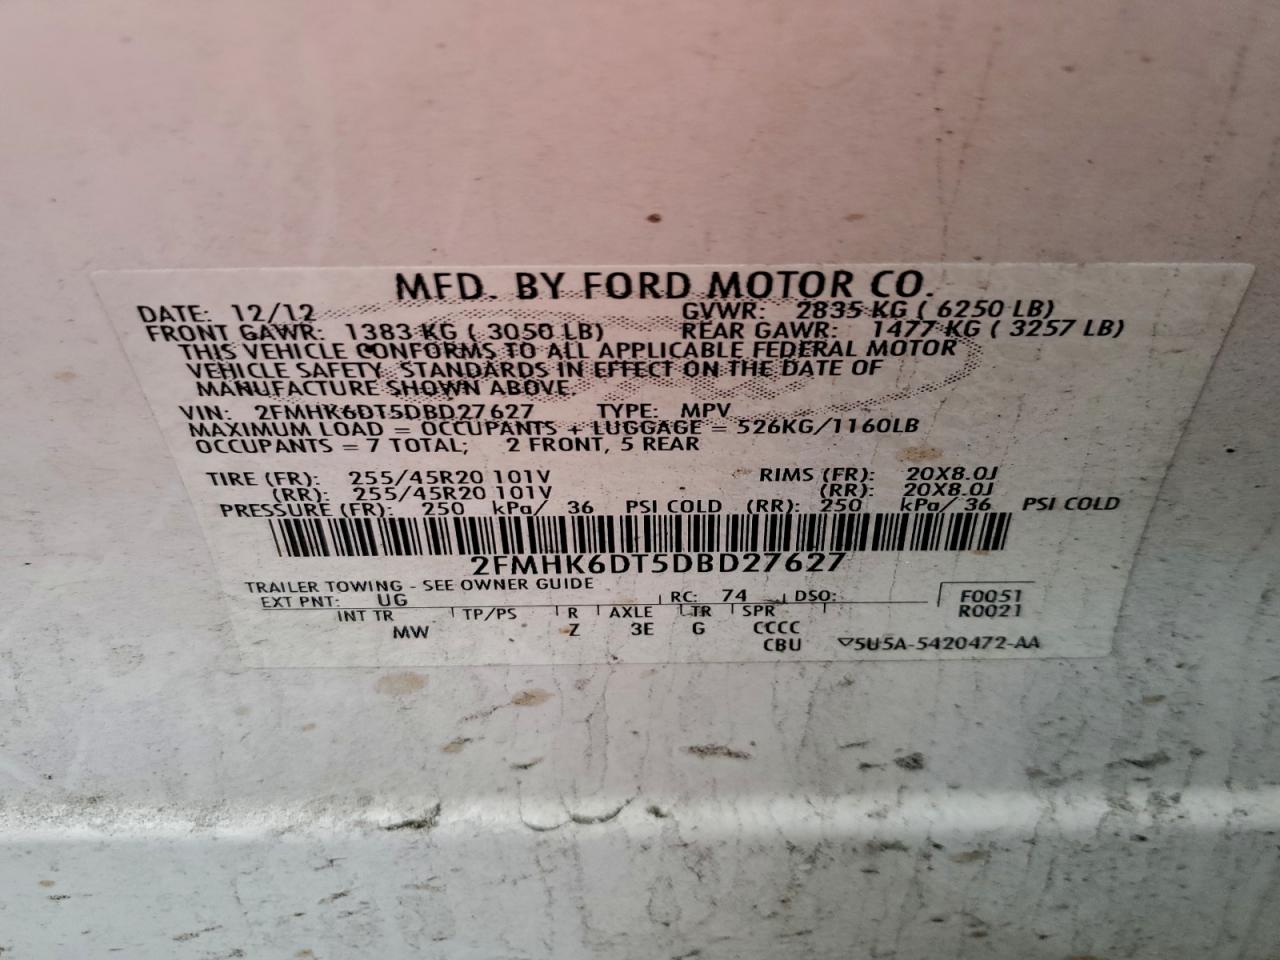 MFD. BY FORD MOTOR CO.
DATE: 12/12 GVWR: 2835 KG ( 6250 LB)
FRONT GAWR: 1383 KG ( 3050 LB) REAR GAWR: 1477 KG ( 3257 LB)
THIS VEHICLE CONFORMS TO ALL APPLICABLE FEDERAL MOTOR
VEHICLE SAFETY STANDARDS IN EFFECT ON THE DATE OF
MANUFACTURE SHOWN ABOVE.
VIN: 2FMHK6DT5DBD27627 TYPE: MPV
MAXIMUM LOAD = OCCUPANTS + LUGGAGE = 526KG/1160LB
OCCUPANTS = 7 TOTAL; 2 FRONT, 5 REAR
TIRE (FR): 255/45R20 101V RIMS (FR): 20X8.0J
(RR): 255/45R20 101V (RR): 20X8.0J
PRESSURE (FR): 250 kPa/ 36 PSI COLD (RR): 250 kPa/ 36 PSI COLD
2FMHK6DT5DBD27627
TRAILER TOWING - SEE OWNER GUIDE
EXT PNT: UG RC: 74 DSO: F0051
INT TR TP/PS R AXLE TR SPR R0021
MW Z 3E G CCCC
CBU 5U5A-5420472-AA